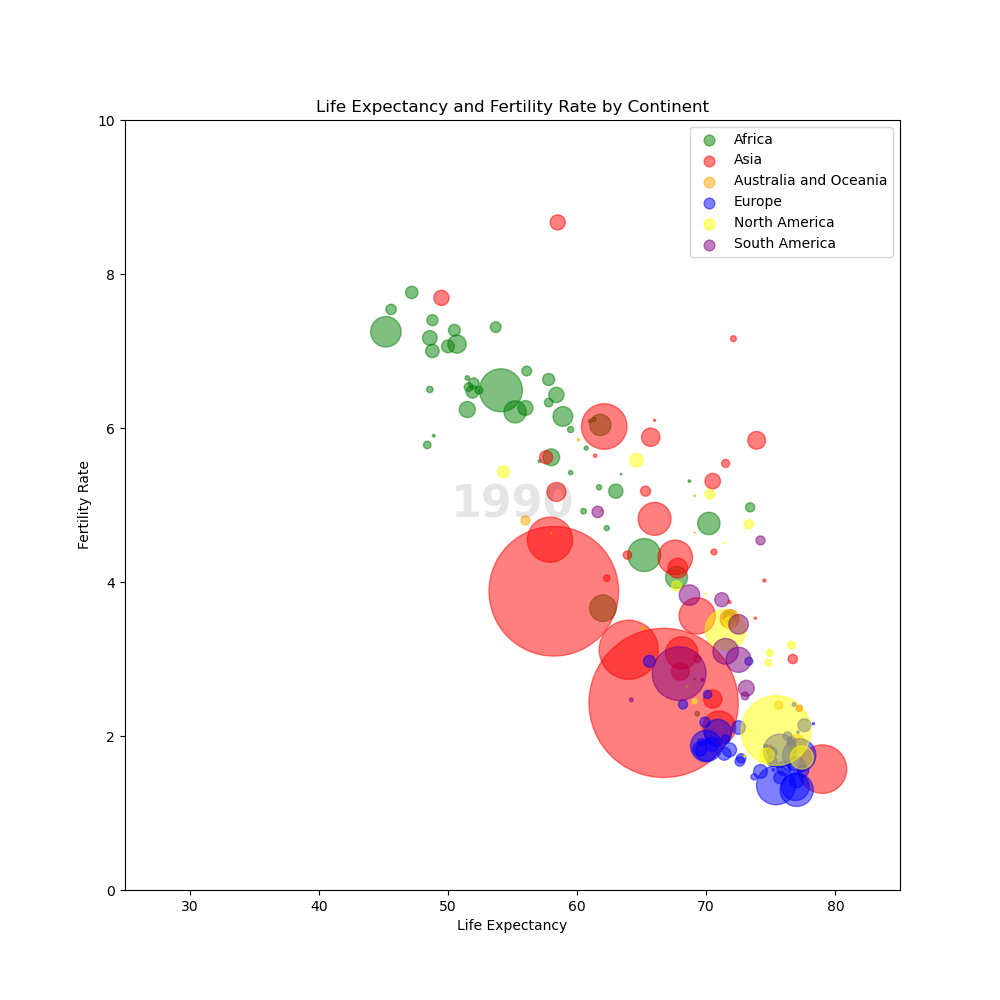 Life Expectancy and Fertility Rate by Continent
10
8
6
4
2
0
Fertility Rate
1990
Africa
Asia
Australia and Oceania
Europe
North America
South America
30 40 50 60 70 80
Life Expectancy